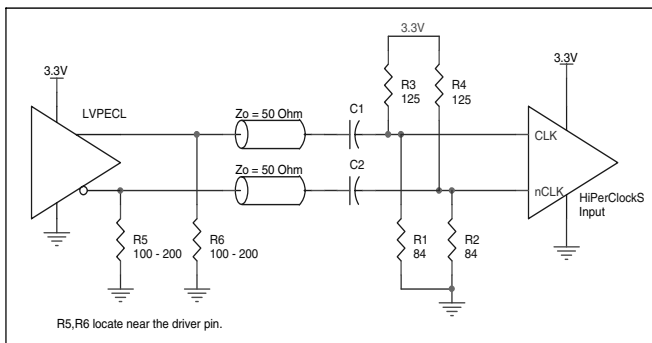 3.3V
3.3V
3.3V
LVPECL
Zo = 50 Ohm
C1
R3
125
R4
125
CLK
Zo = 50 Ohm
C2
nCLK
HiPerClockS
Input
R5
100 - 200
R6
100 - 200
R1
84
R2
84
R5,R6 locate near the driver pin.